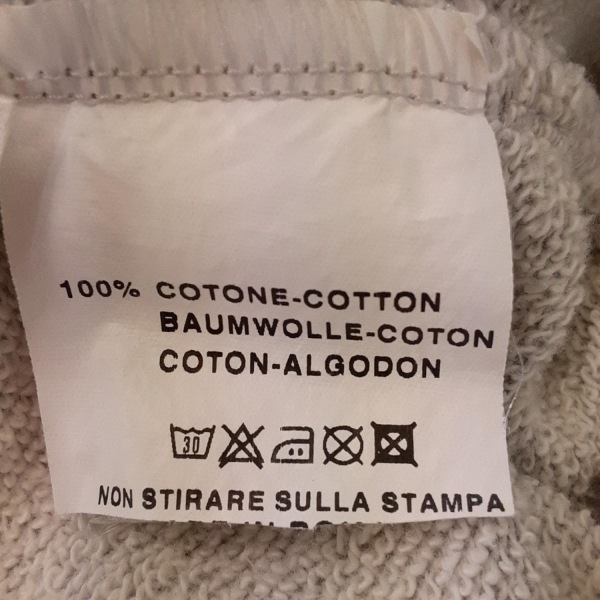 100% COTONE-COTTON
BAUMWOLLE-COTON
COTON-ALGODON
30
NON STIRARE SULLA STAMPA